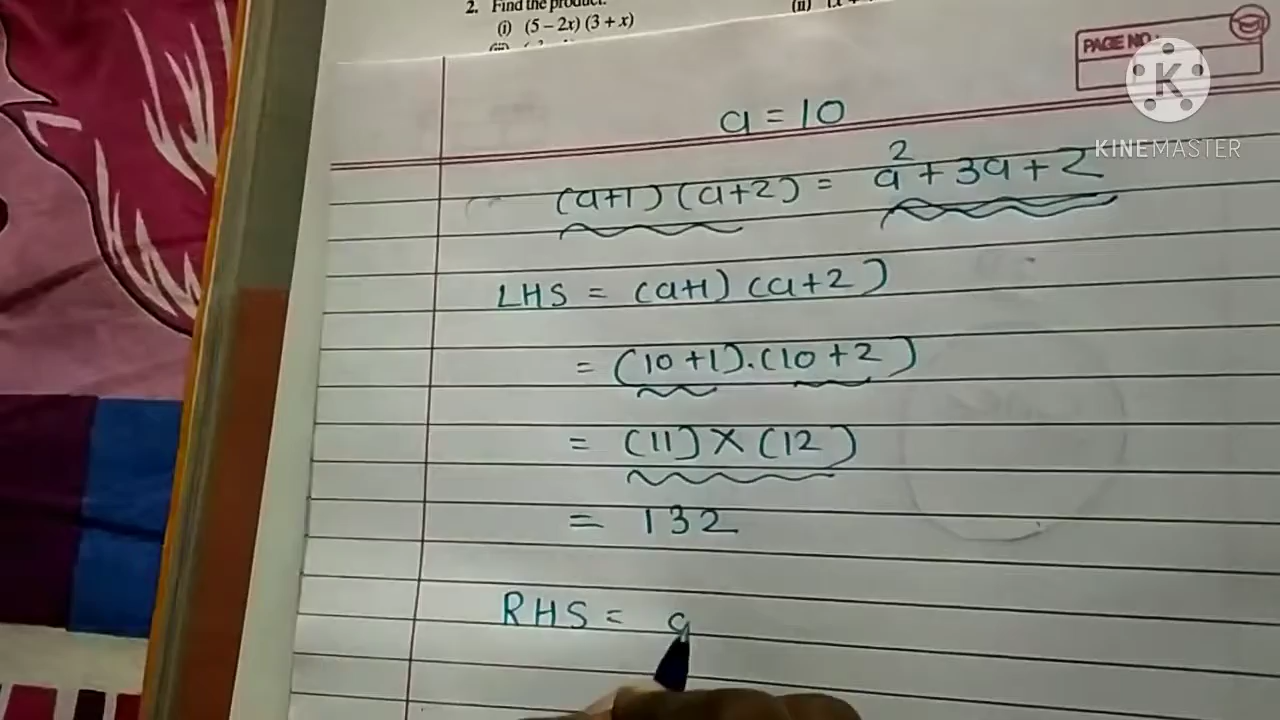 2. Find the product.
(i) (5 – 2x) (3 + x)
(ii)
PAGE NO.:
K
KINEMASTER
a = 10
(a+1) (a+2) = a² + 3a + 2
LHS = (a+1) (a+2)
= (10+1).(10+2)
= (11) X (12)
= 132
RHS = a